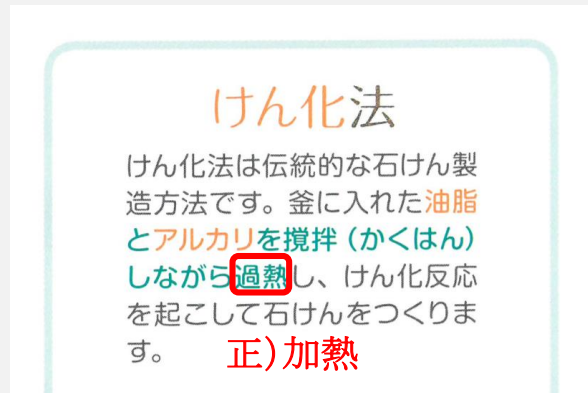 けん化法
けん化法は伝統的な石けん製
造方法です。釜に入れた油脂
とアルカリを撹拌（かくはん）
しながら過熱し、けん化反応
を起こして石けんをつくりま
す。
正)加熱